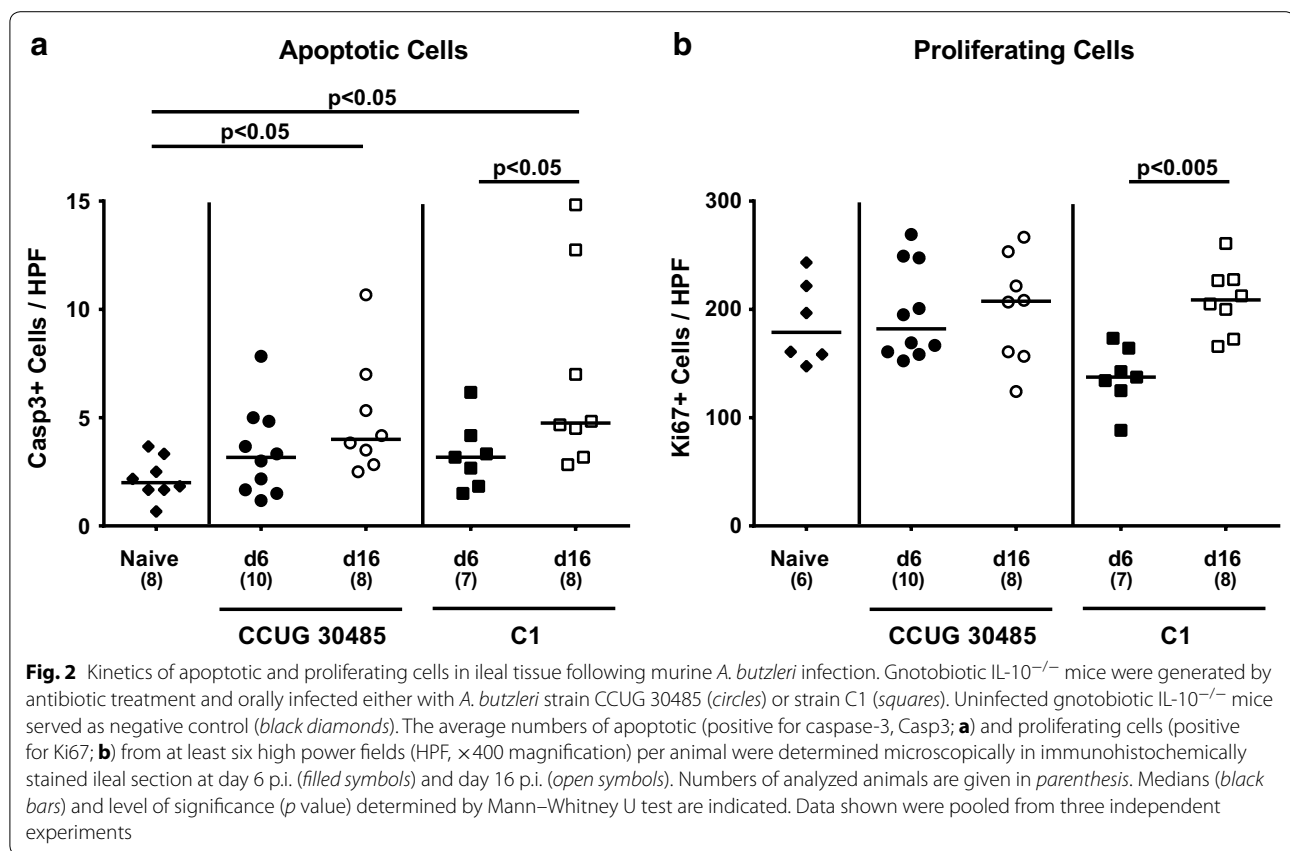 a
Apoptotic Cells
p<0.05
p<0.05
p<0.05
Casp3+ Cells / HPF
15
10
5
0
Naive d6 d16 d6 d16
(8) (10) (8) (7) (8)
CCUG 30485 C1
b
Proliferating Cells
p<0.005
Ki67+ Cells / HPF
300
200
100
0
Naive d6 d16 d6 d16
(6) (10) (8) (7) (8)
CCUG 30485 C1
Fig. 2 Kinetics of apoptotic and proliferating cells in ileal tissue following murine A. butzleri infection. Gnotobiotic IL-10−/− mice were generated by
antibiotic treatment and orally infected either with A. butzleri strain CCUG 30485 (circles) or strain C1 (squares). Uninfected gnotobiotic IL-10−/− mice
served as negative control (black diamonds). The average numbers of apoptotic (positive for caspase-3, Casp3; a) and proliferating cells (positive
for Ki67; b) from at least six high power fields (HPF, ×400 magnification) per animal were determined microscopically in immunohistochemically
stained ileal section at day 6 p.i. (filled symbols) and day 16 p.i. (open symbols). Numbers of analyzed animals are given in parenthesis. Medians (black
bars) and level of significance (p value) determined by Mann–Whitney U test are indicated. Data shown were pooled from three independent
experiments